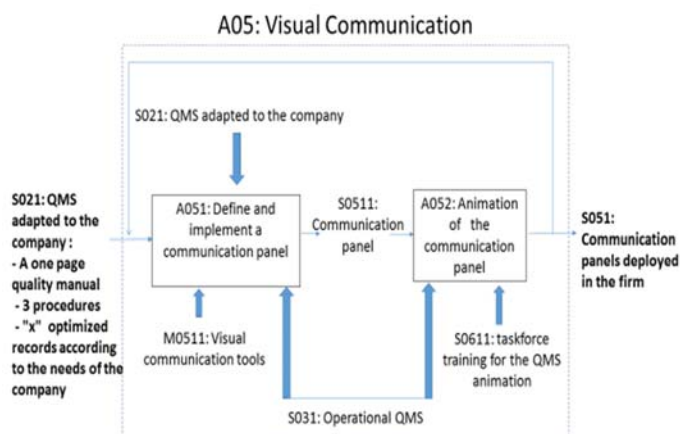 A05: Visual Communication
S021: QMS adapted to the company
S021: QMS
adapted to the
company :
- A one page
quality manual
- 3 procedures
- "x" optimized
records according
to the needs of the
company
A051: Define and
implement a
communication panel
S0511:
Communication
panel
A052: Animation
of the
communication
panel
S051:
Communication
panels deployed
in the firm
M0511: Visual
communication tools
S0611: taskforce
training for the QMS
animation
S031: Operational QMS